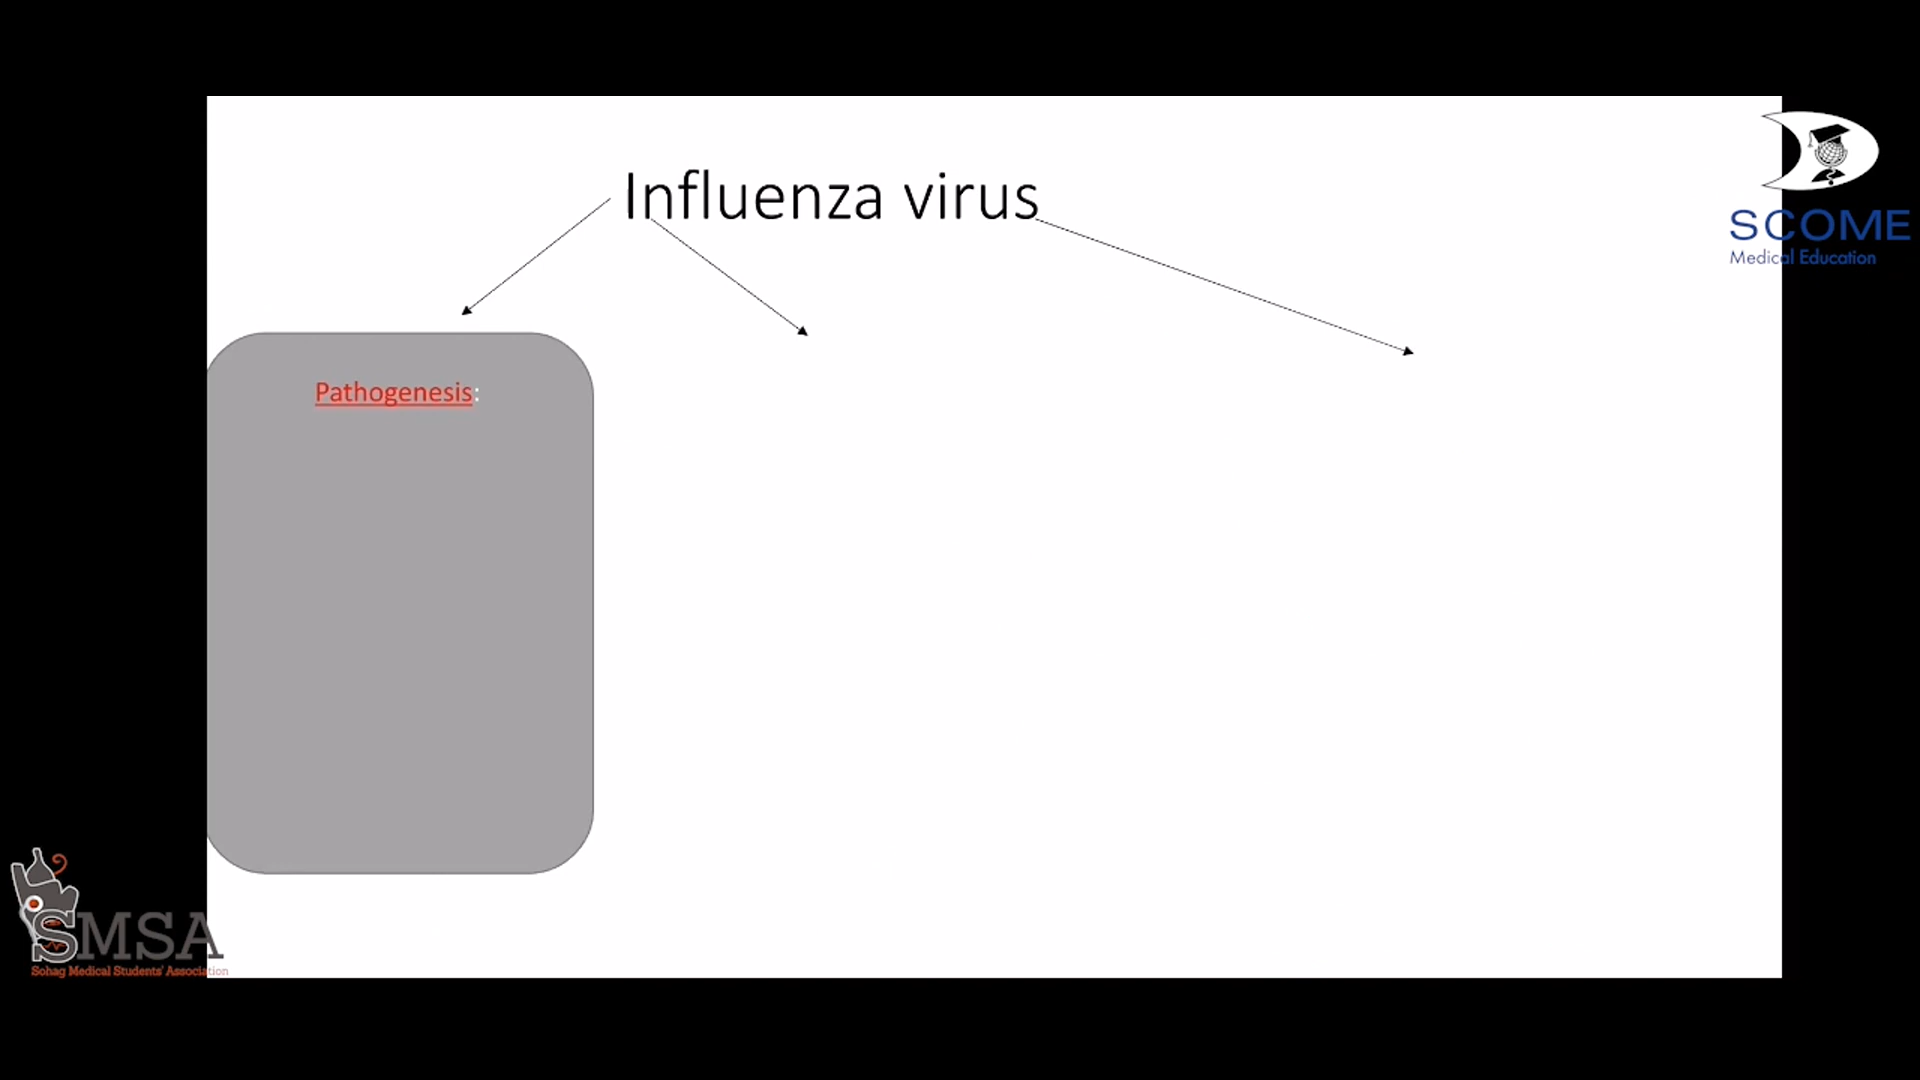 Influenza virus
SCOME
Medical Education
Pathogenesis:
SMSA
Sohag Medical Students' Association